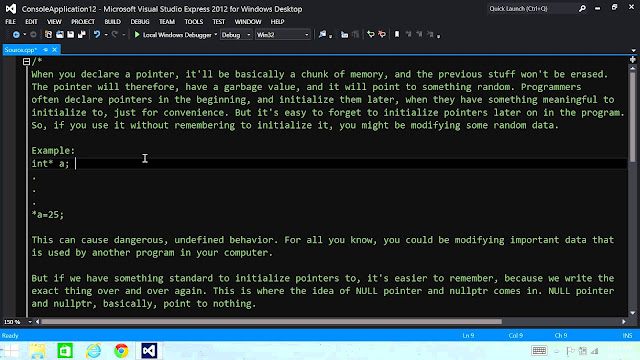 ConsoleApplication12 - Microsoft Visual Studio Express 2012 for Windows Desktop
Quick Launch (Ctrl+Q)
FILE EDIT VIEW PROJECT BUILD DEBUG TEAM TOOLS TEST WINDOW HELP
Local Windows Debugger Debug Win32
Source.cpp*
/*
When you declare a pointer, it'll be basically a chunk of memory, and the previous stuff won't be erased.
The pointer will therefore, have a garbage value, and it will point to something random. Programmers
often declare pointers in the beginning, and initialize them later, when they have something meaningful to
initialize to, just for convenience. But it's easy to forget to initialize pointers later on in the program.
So, if you use it without remembering to initialize it, you might be modifying some random data.
Example:
int* a;
.
.
.
*a=25;
This can cause dangerous, undefined behavior. For all you know, you could be modifying important data that
is used by another program in your computer.
But if we have something standard to initialize pointers to, it's easier to remember, because we write the
exact thing over and over again. This is where the idea of NULL pointer and nullptr comes in. NULL pointer
and nullptr, basically, point to nothing.
150 %
Ready Ln 9 Col 9 Ch 9 INS